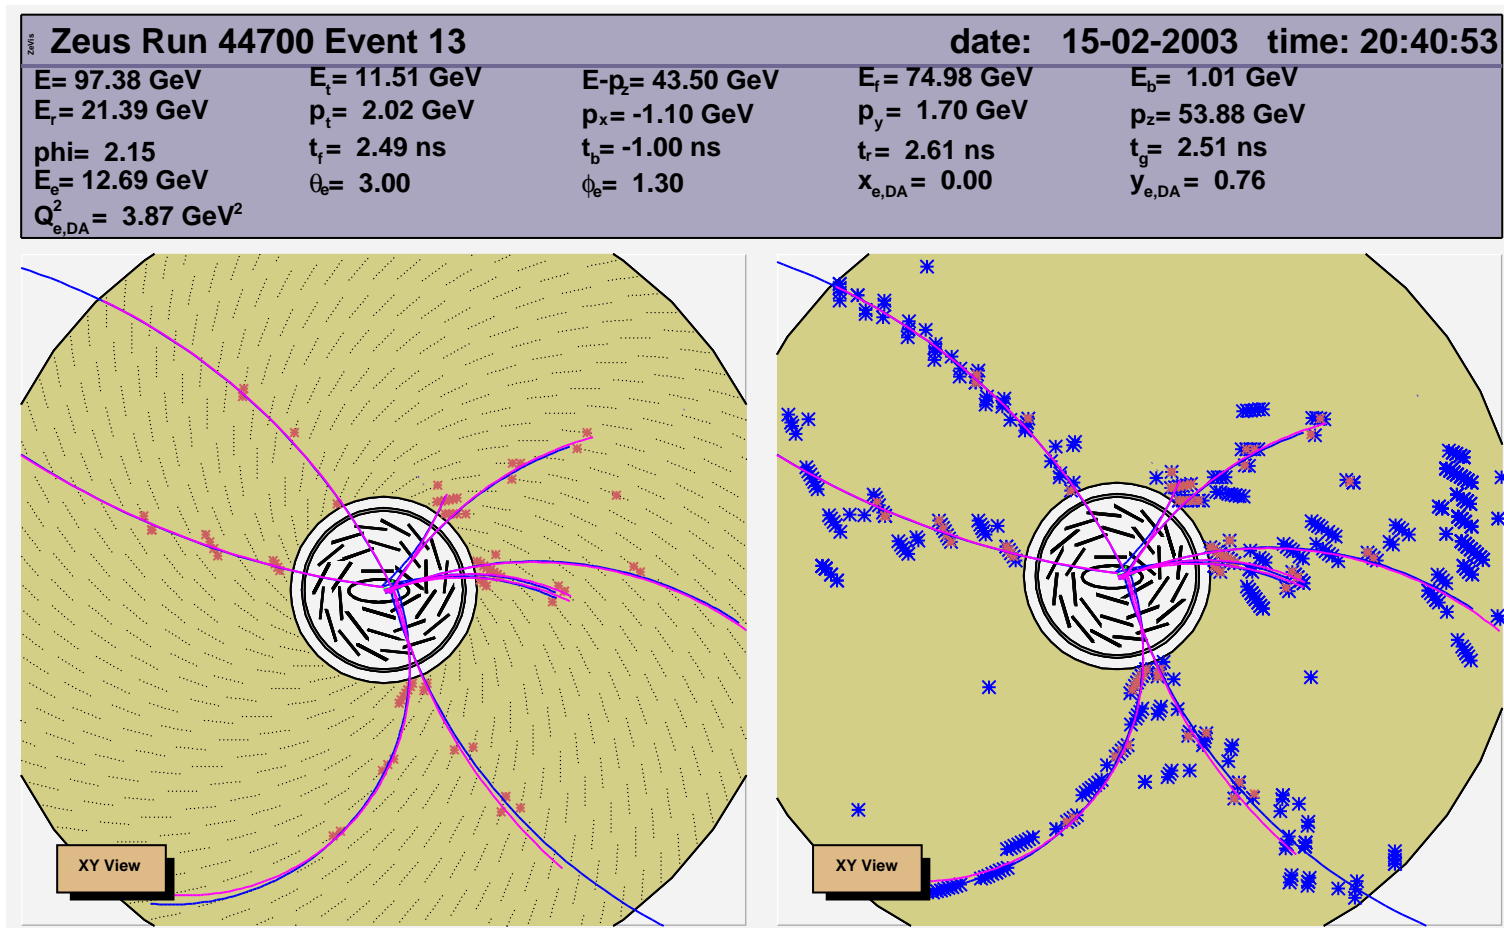 ZeVis Zeus Run 44700 Event 13 date: 15-02-2003 time: 20:40:53
E= 97.38 GeV Et= 11.51 GeV E-pz= 43.50 GeV Ef= 74.98 GeV Eb= 1.01 GeV
Er= 21.39 GeV pt= 2.02 GeV px= -1.10 GeV py= 1.70 GeV pz= 53.88 GeV
phi= 2.15 tf= 2.49 ns tb= -1.00 ns tr= 2.61 ns tg= 2.51 ns
Ee= 12.69 GeV θe= 3.00 ϕe= 1.30 xe,DA= 0.00 ye,DA= 0.76
Q2e,DA= 3.87 GeV2
XY View
XY View